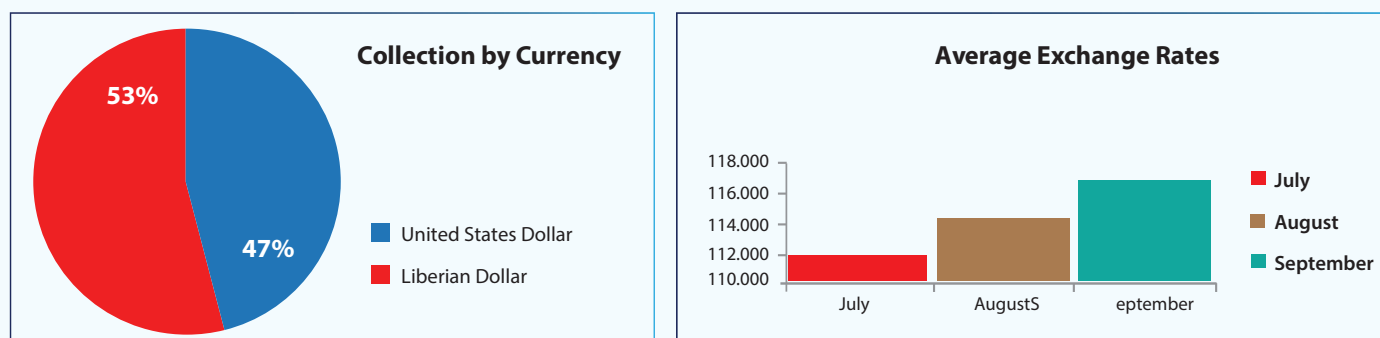 Collection by Currency
53%
47%
United States Dollar
Liberian Dollar
Average Exchange Rates
118.000
116.000
114.000
112.000
110.000
July
AugustS
eptember
July
August
September